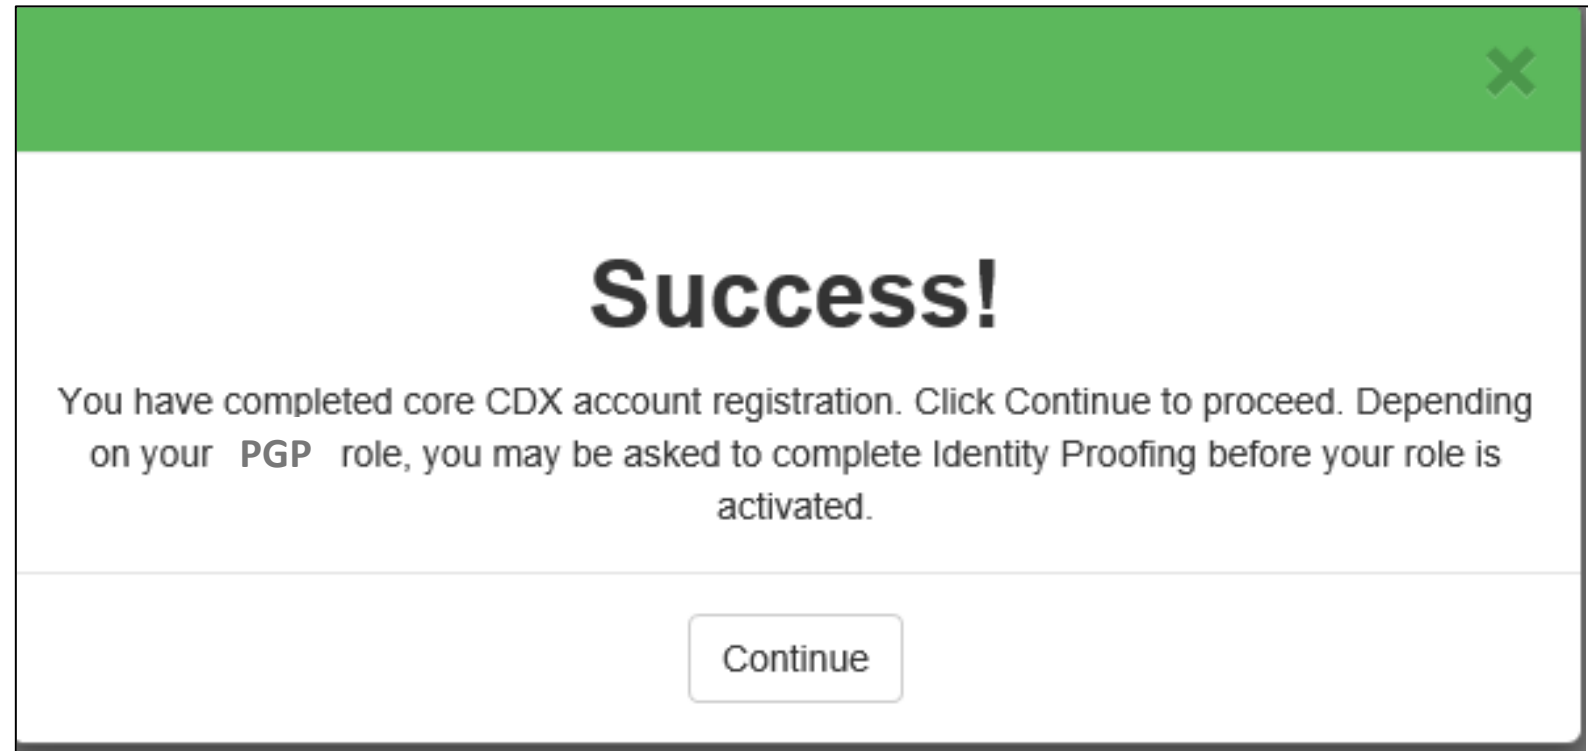 Success!
You have completed core CDX account registration. Click Continue to proceed. Depending
on your PGP role, you may be asked to complete Identity Proofing before your role is
activated.
Continue